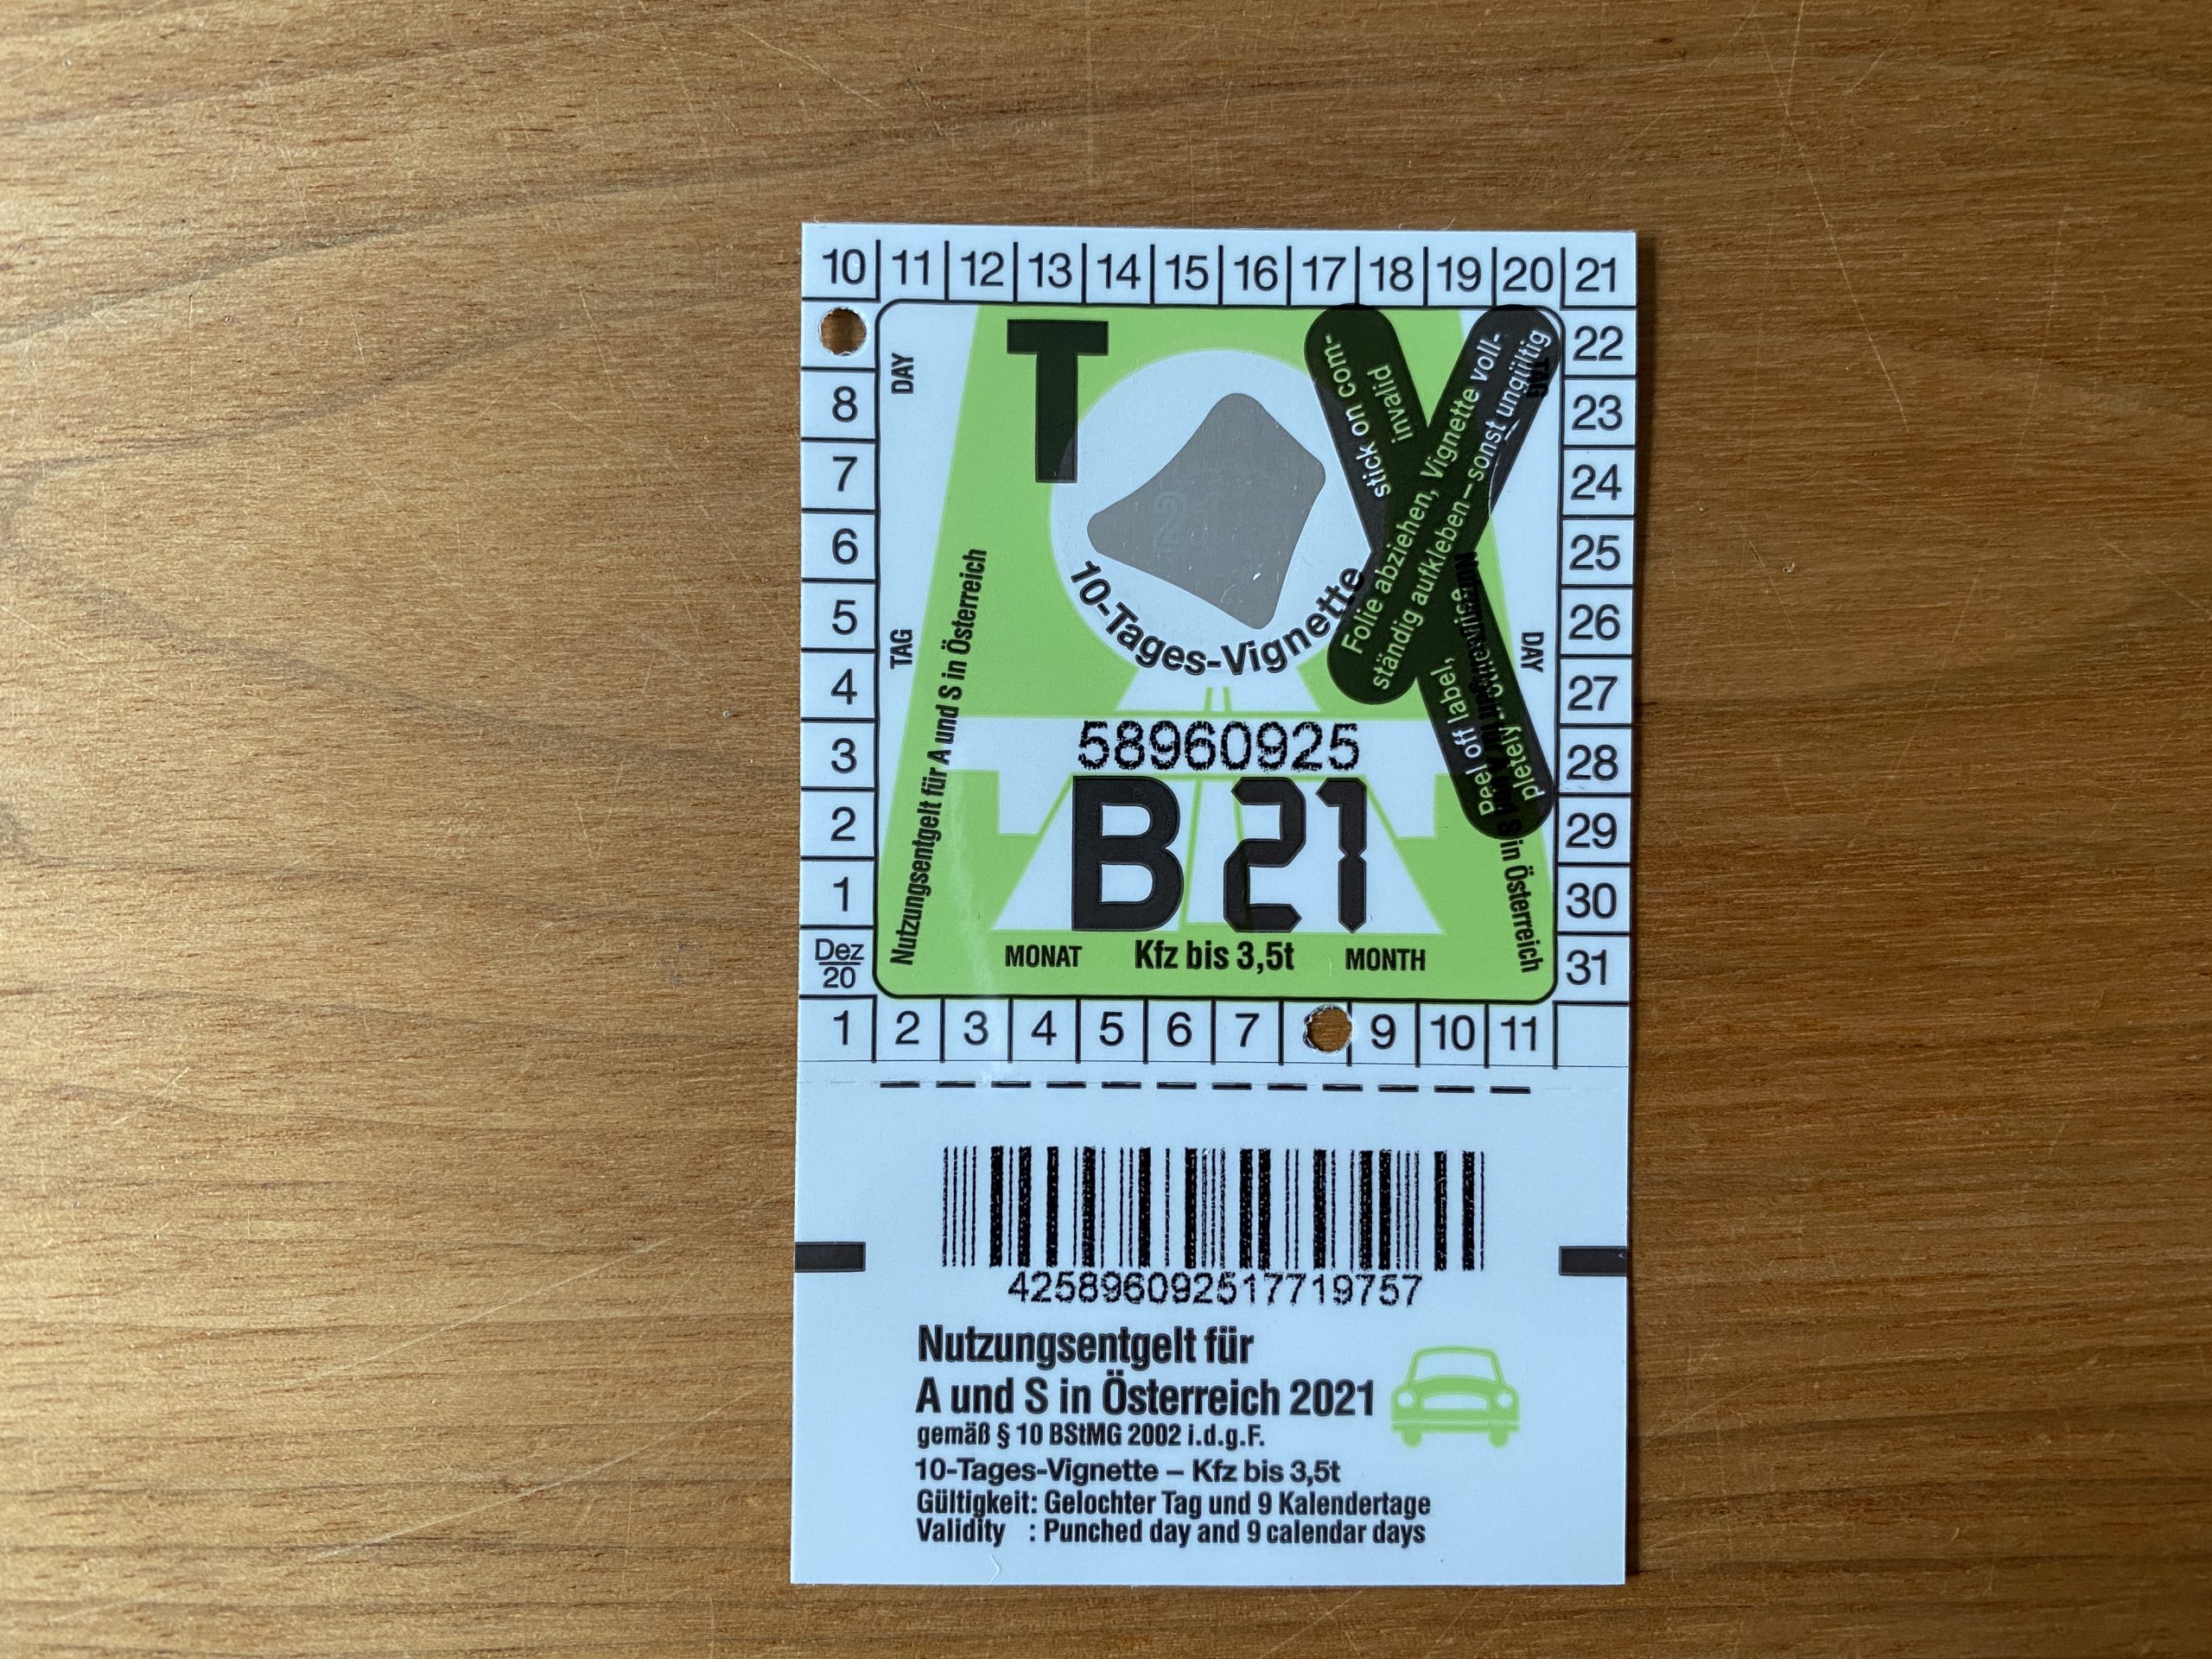 10 11 12 13 14 15 16 17 18 19 20 21
22
8
23
7
24
6
25
5
26
4
27
3
28
2
29
1
30
Dez
20
31
1 2 3 4 5 6 7 9 10 11
DAY
TAG
T
TAG
DAY
10-Tages-Vignette
Folie abziehen, Vignette voll-
ständig aufkleben – sonst ungültig
Peel off label, stick on com-
pletely otherwise invalid
Nutzungsentgelt für A und S in Österreich
58960925
B 21
MONAT Kfz bis 3,5t MONTH
425896092517719757
Nutzungsentgelt für
A und S in Österreich 2021
gemäß § 10 BStMG 2002 i.d.g.F.
10-Tages-Vignette – Kfz bis 3,5t
Gültigkeit: Gelochter Tag und 9 Kalendertage
Validity : Punched day and 9 calendar days